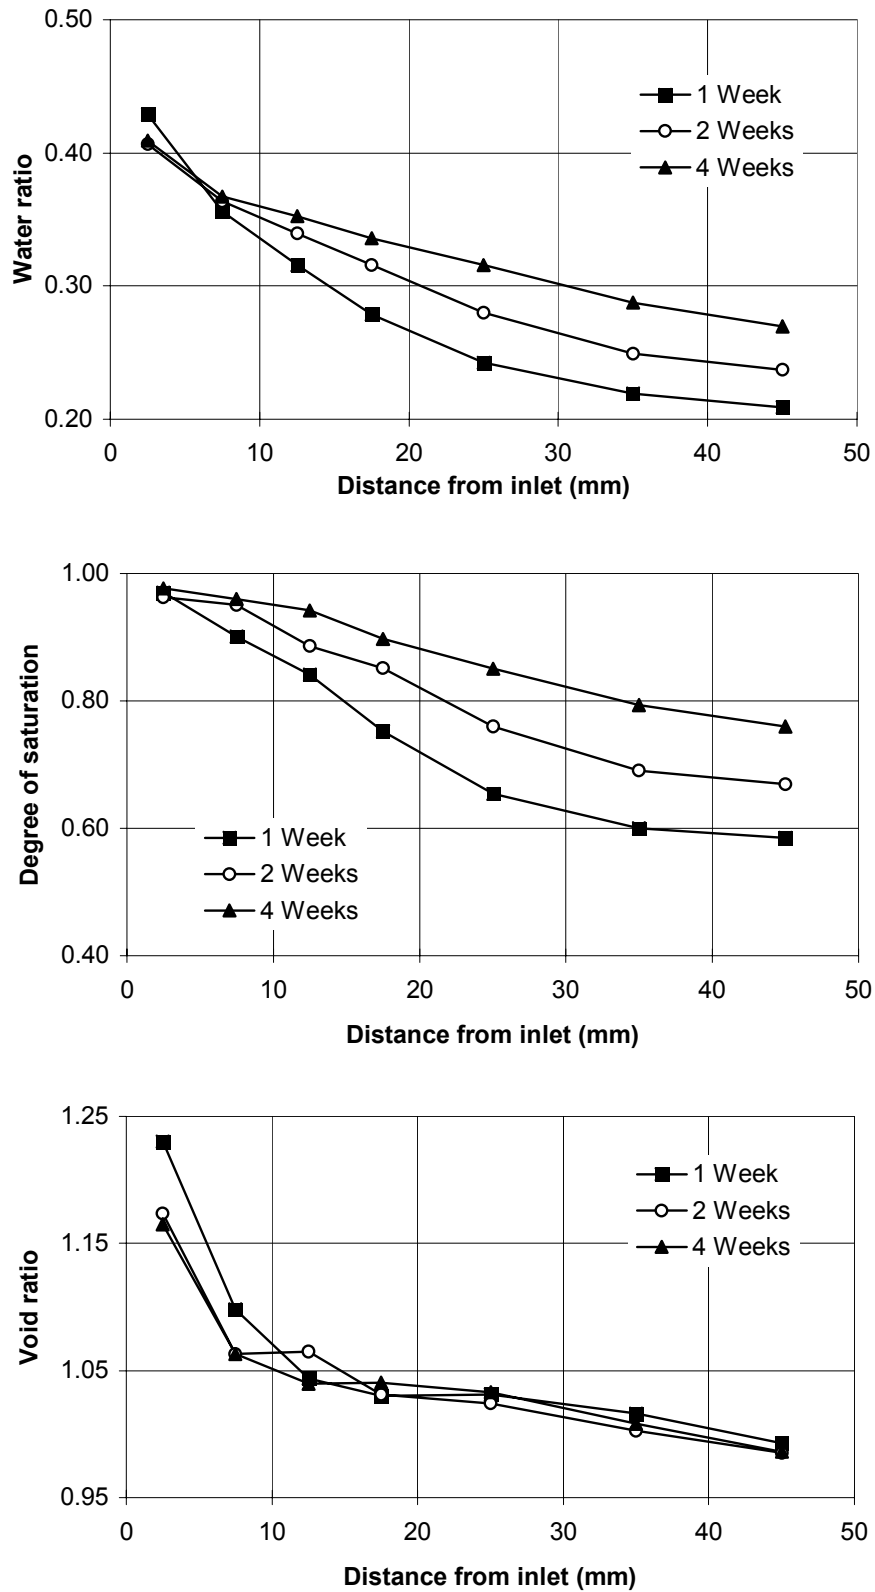 0.50
0.40
0.30
0.20
Water ratio
1 Week
2 Weeks
4 Weeks
0 10 20 30 40 50
Distance from inlet (mm)
1.00
0.80
0.60
0.40
Degree of saturation
1 Week
2 Weeks
4 Weeks
0 10 20 30 40 50
Distance from inlet (mm)
1.25
1.15
1.05
0.95
Void ratio
1 Week
2 Weeks
4 Weeks
0 10 20 30 40 50
Distance from inlet (mm)